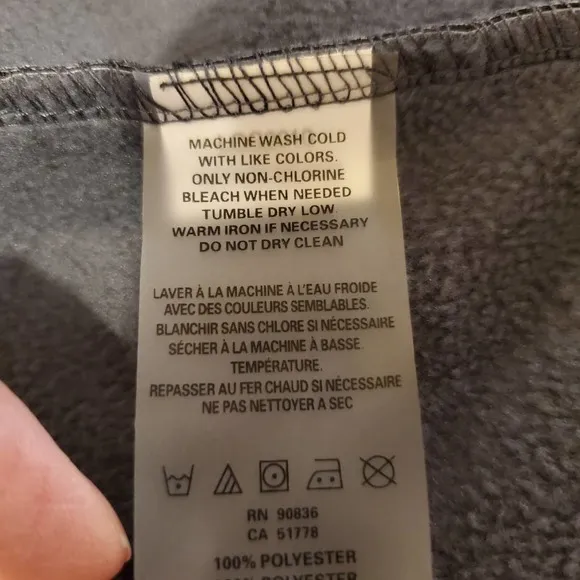 MACHINE WASH COLD
WITH LIKE COLORS.
ONLY NON-CHLORINE
BLEACH WHEN NEEDED
TUMBLE DRY LOW
WARM IRON IF NECESSARY
DO NOT DRY CLEAN
LAVER À LA MACHINE À L'EAU FROIDE
AVEC DES COULEURS SEMBLABLES.
BLANCHIR SANS CHLORE SI NÉCESSAIRE
SÉCHER À LA MACHINE À BASSE.
TEMPÉRATURE.
REPASSER AU FER CHAUD SI NÉCESSAIRE
NE PAS NETTOYER A SEC
RN 90836
CA 51778
100% POLYESTER
100% POLYESTER